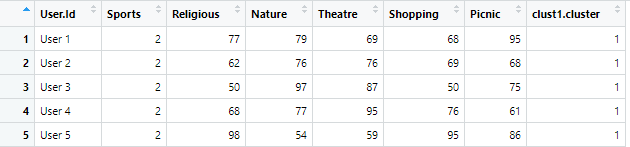 User.Id Sports Religious Nature Theatre Shopping Picnic clust1.cluster
1 User 1 2 77 79 69 68 95 1
2 User 2 2 62 76 76 69 68 1
3 User 3 2 50 97 87 50 75 1
4 User 4 2 68 77 95 76 61 1
5 User 5 2 98 54 59 95 86 1